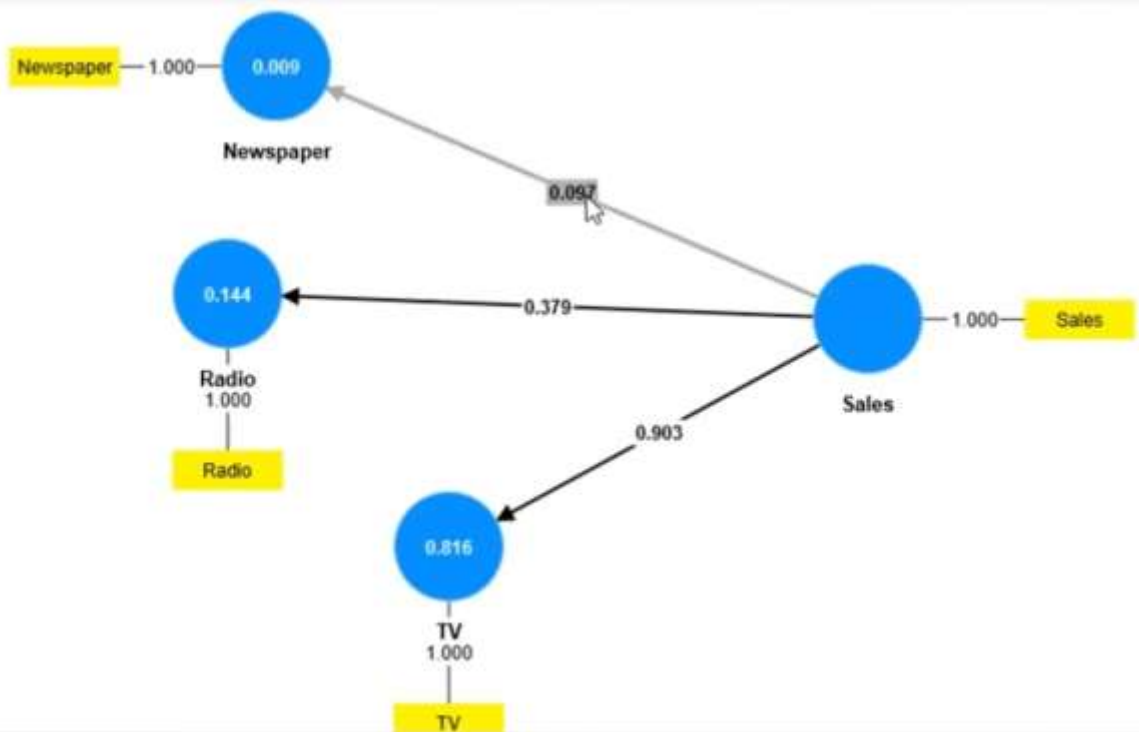 Newspaper 1.000 0.009
Newspaper
0.097
0.144
0.379
1.000 Sales
Radio
1.000
Sales
0.903
Radio
0.816
TV
1.000
TV